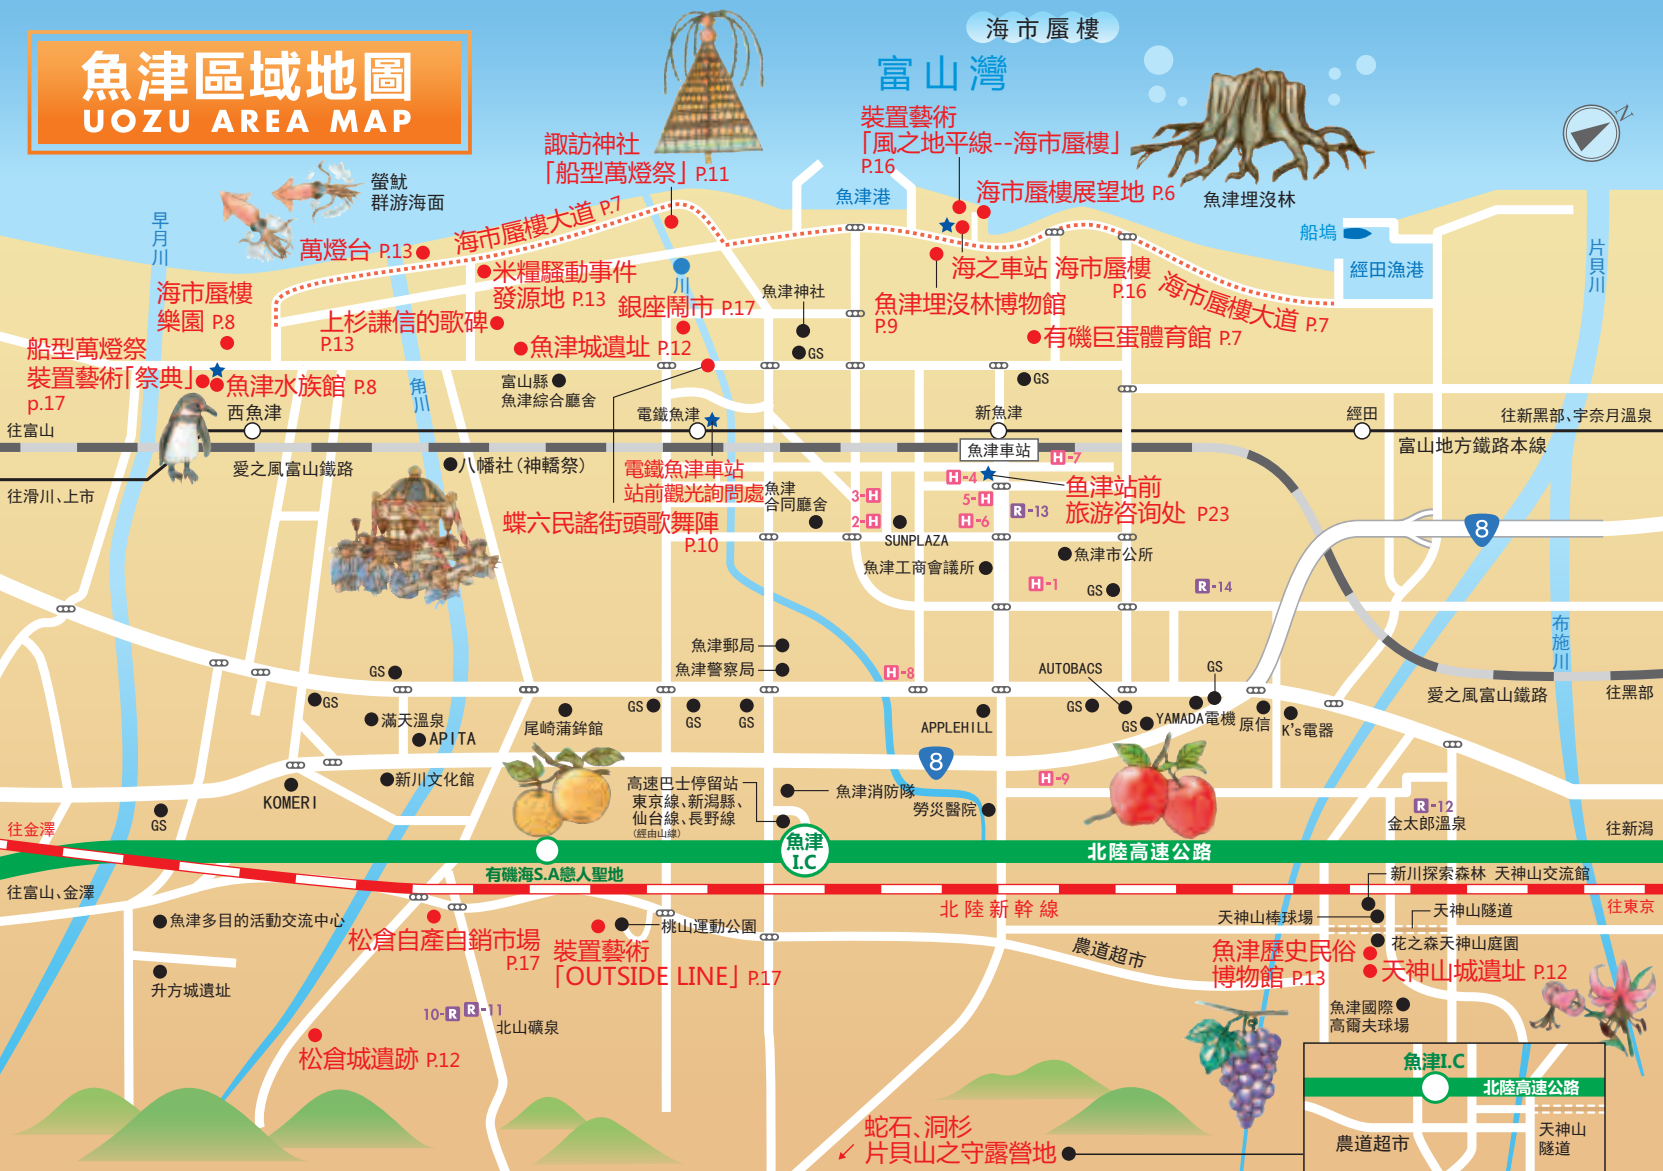 魚津區域地圖
UOZU AREA MAP
海市蜃樓
富山灣
N
螢魷
群游海面
諏訪神社
「船型萬燈祭」P.11
裝置藝術
「風之地平線--海市蜃樓」
P.16
海市蜃樓展望地 P.6
魚津埋沒林
魚津港
早月川
萬燈台 P.13
海市蜃樓大道 P.7
船塢
經田漁港
片貝川
米糧騷動事件
發源地 P.13
川
海之車站 海市蜃樓
P.16
海市蜃樓大道 P.7
海市蜃樓
樂園 P.8
上杉謙信的歌碑
P.13
銀座鬧市 P.17
魚津神社
魚津埋沒林博物館
P.9
有磯巨蛋體育館 P.7
船型萬燈祭
裝置藝術「祭典」
p.17
魚津水族館 P.8
魚津城遺址 P.12
GS
富山縣
魚津綜合廳舍
GS
角川
西魚津
電鐵魚津
新魚津
經田
往富山
往新黑部、宇奈月溫泉
愛之風富山鐵路
富山地方鐵路本線
魚津車站
往滑川、上市
八幡社（神轎祭）
電鐵魚津車站
站前觀光詢問處
魚津
合同廳舍
蝶六民謠街頭歌舞陣
P.10
H-7
H-4
3-H
5-H
2-H
H-6
R-13
鱼津站前
旅游咨询处 P23
SUNPLAZA
魚津工商會議所
魚津市公所
8
H-1
GS
R-14
布施川
魚津郵局
魚津警察局
H-8
AUTOBACS
GS
愛之風富山鐵路
往黑部
GS
GS
滿天溫泉
APITA
尾崎蒲鉾館
GS
GS
GS
APPLEHILL
GS
GS
YAMADA電機
原信
K's電器
8
新川文化館
KOMERI
GS
高速巴士停留站
東京線、新潟縣、
仙台線、長野線
（經由山線）
魚津消防隊
勞災醫院
H-9
R-12
金太郎溫泉
往金澤
往新潟
魚津
I.C
北陸高速公路
有磯海S.A戀人聖地
往富山、金澤
北陸新幹線
往東京
新川探索森林 天神山交流館
天神山棒球場
天神山隧道
花之森天神山庭園
魚津多目的活動交流中心
松倉自產自銷市場
P.17
裝置藝術
「OUTSIDE LINE」P.17
桃山運動公園
農道超市
魚津歷史民俗
博物館 P.13
天神山城遺址 P.12
升方城遺址
10-R
R-11
北山礦泉
魚津國際
高爾夫球場
松倉城遺跡 P.12
魚津I.C
北陸高速公路
天神山
隧道
農道超市
蛇石、洞杉
片貝山之守露營地